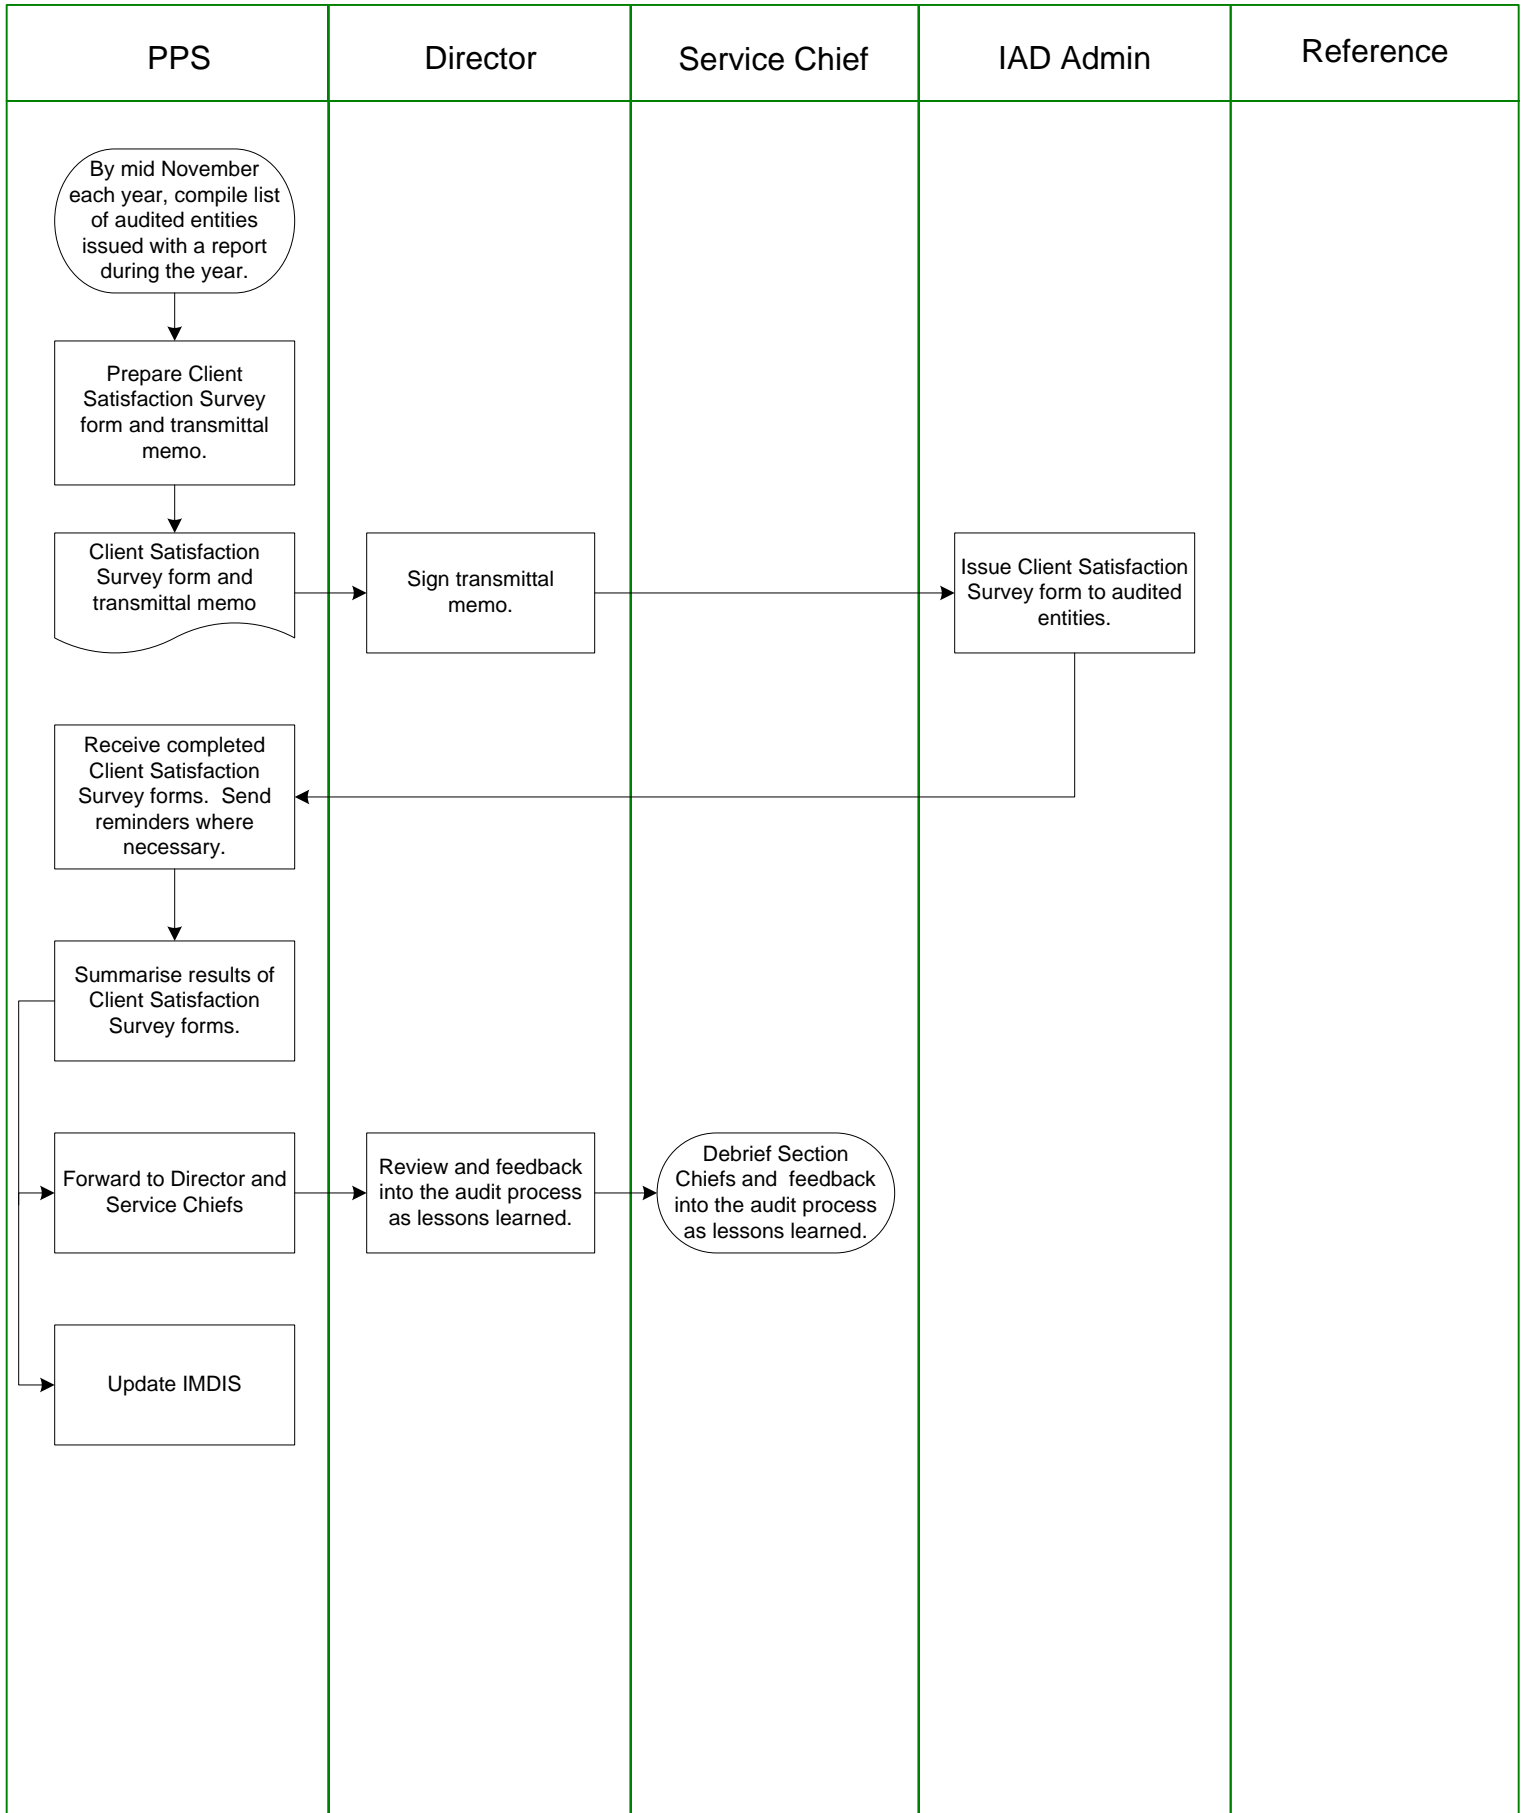 PPS
Director
Service Chief
IAD Admin
Reference
By mid November
each year, compile list
of audited entities
issued with a report
during the year.
Prepare Client
Satisfaction Survey
form and transmittal
memo.
Client Satisfaction
Survey form and
transmittal memo
Sign transmittal
memo.
Issue Client Satisfaction
Survey form to audited
entities.
Receive completed
Client Satisfaction
Survey forms.  Send
reminders where
necessary.
Summarise results of
Client Satisfaction
Survey forms.
Forward to Director and
Service Chiefs
Review and feedback
into the audit process
as lessons learned.
Debrief Section
Chiefs and  feedback
into the audit process
as lessons learned.
Update IMDIS